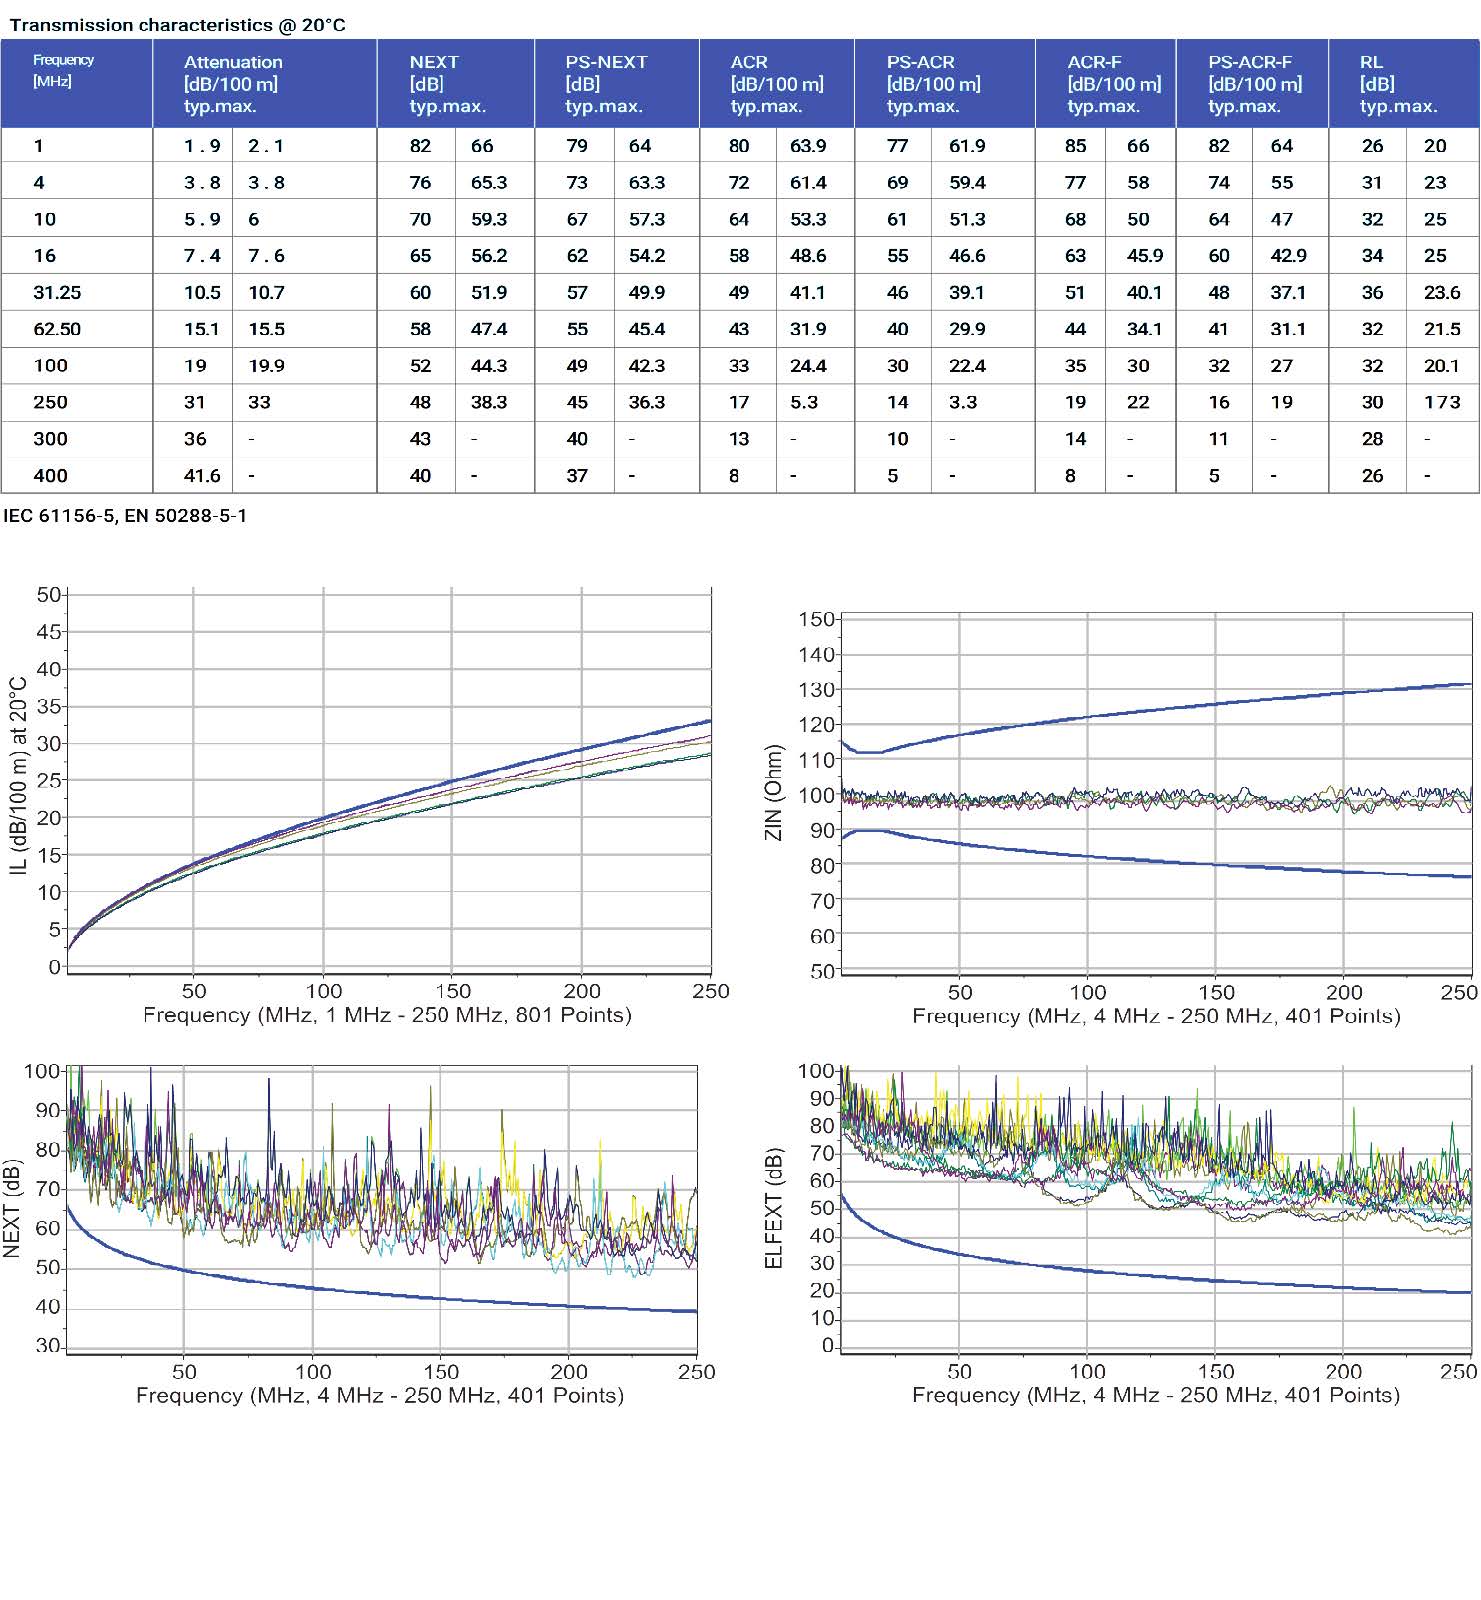 Transmission characteristics @ 20°C
Frequency [MHz] Attenuation [dB/100 m] typ.max. NEXT [dB] typ.max. PS-NEXT [dB] typ.max. ACR [dB/100 m] typ.max. PS-ACR [dB/100 m] typ.max. ACR-F [dB/100 m] typ.max. PS-ACR-F [dB/100 m] typ.max. RL [dB] typ.max.
1 1.9 2.1 82 66 79 64 80 63.9 77 61.9 85 66 82 64 26 20
4 3.8 3.8 76 65.3 73 63.3 72 61.4 69 59.4 77 58 74 55 31 23
10 5.9 6 70 59.3 67 57.3 64 53.3 61 51.3 68 50 64 47 32 25
16 7.4 7.6 65 56.2 62 54.2 58 48.6 55 46.6 63 45.9 60 42.9 34 25
31.25 10.5 10.7 60 51.9 57 49.9 49 41.1 46 39.1 51 40.1 48 37.1 36 23.6
62.50 15.1 15.5 58 47.4 55 45.4 43 31.9 40 29.9 44 34.1 41 31.1 32 21.5
100 19 19.9 52 44.3 49 42.3 33 24.4 30 22.4 35 30 32 27 32 20.1
250 31 33 48 38.3 45 36.3 17 5.3 14 3.3 19 22 16 19 30 173
300 36 - 43 - 40 - 13 - 10 - 14 - 11 - 28 -
400 41.6 - 40 - 37 - 8 - 5 - 8 - 5 - 26 -
IEC 61156-5, EN 50288-5-1
IL (dB/100 m) at 20°C
50
45
40
35
30
25
20
15
10
5
0
50 100 150 200 250
Frequency (MHz, 1 MHz - 250 MHz, 801 Points)
ZIN (Ohm)
150
140
130
120
110
100
90
80
70
60
50
50 100 150 200 250
Frequency (MHz, 4 MHz - 250 MHz, 401 Points)
NEXT (dB)
100
90
80
70
60
50
40
30
50 100 150 200 250
Frequency (MHz, 4 MHz - 250 MHz, 401 Points)
ELFEXT (dB)
100
90
80
70
60
50
40
30
20
10
0
50 100 150 200 250
Frequency (MHz, 4 MHz - 250 MHz, 401 Points)